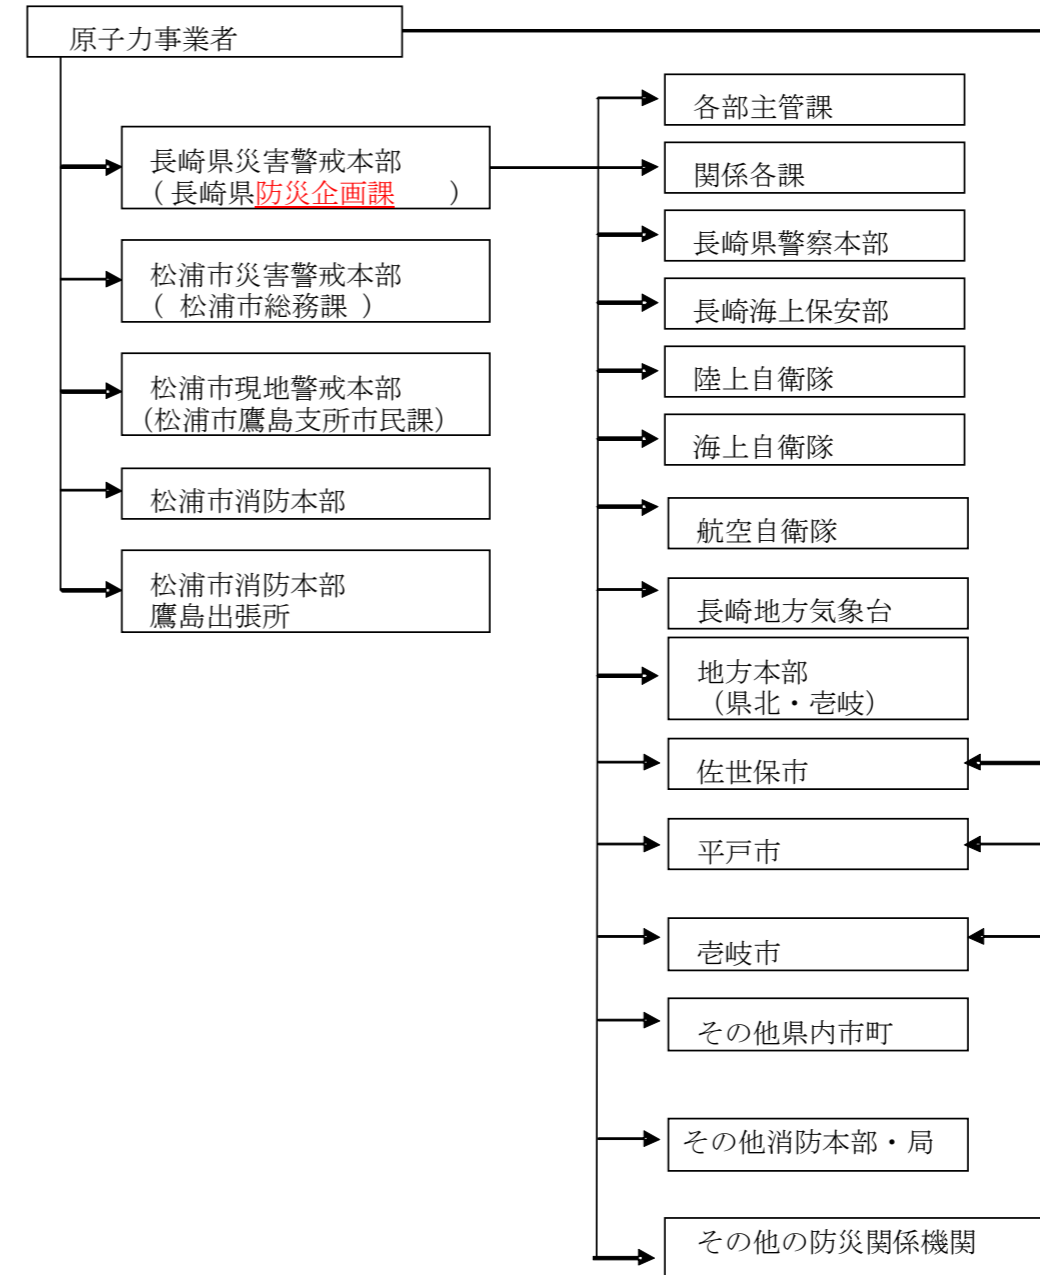 原子力事業者
長崎県災害警戒本部
（長崎県防災企画課　　）
松浦市災害警戒本部
（ 松浦市総務課 ）
松浦市現地警戒本部
（松浦市鷹島支所市民課）
松浦市消防本部
松浦市消防本部
鷹島出張所
各部主管課
関係各課
長崎県警察本部
長崎海上保安部
陸上自衛隊
海上自衛隊
航空自衛隊
長崎地方気象台
地方本部
（県北・壱岐）
佐世保市
平戸市
壱岐市
その他県内市町
その他消防本部・局
その他の防災関係機関